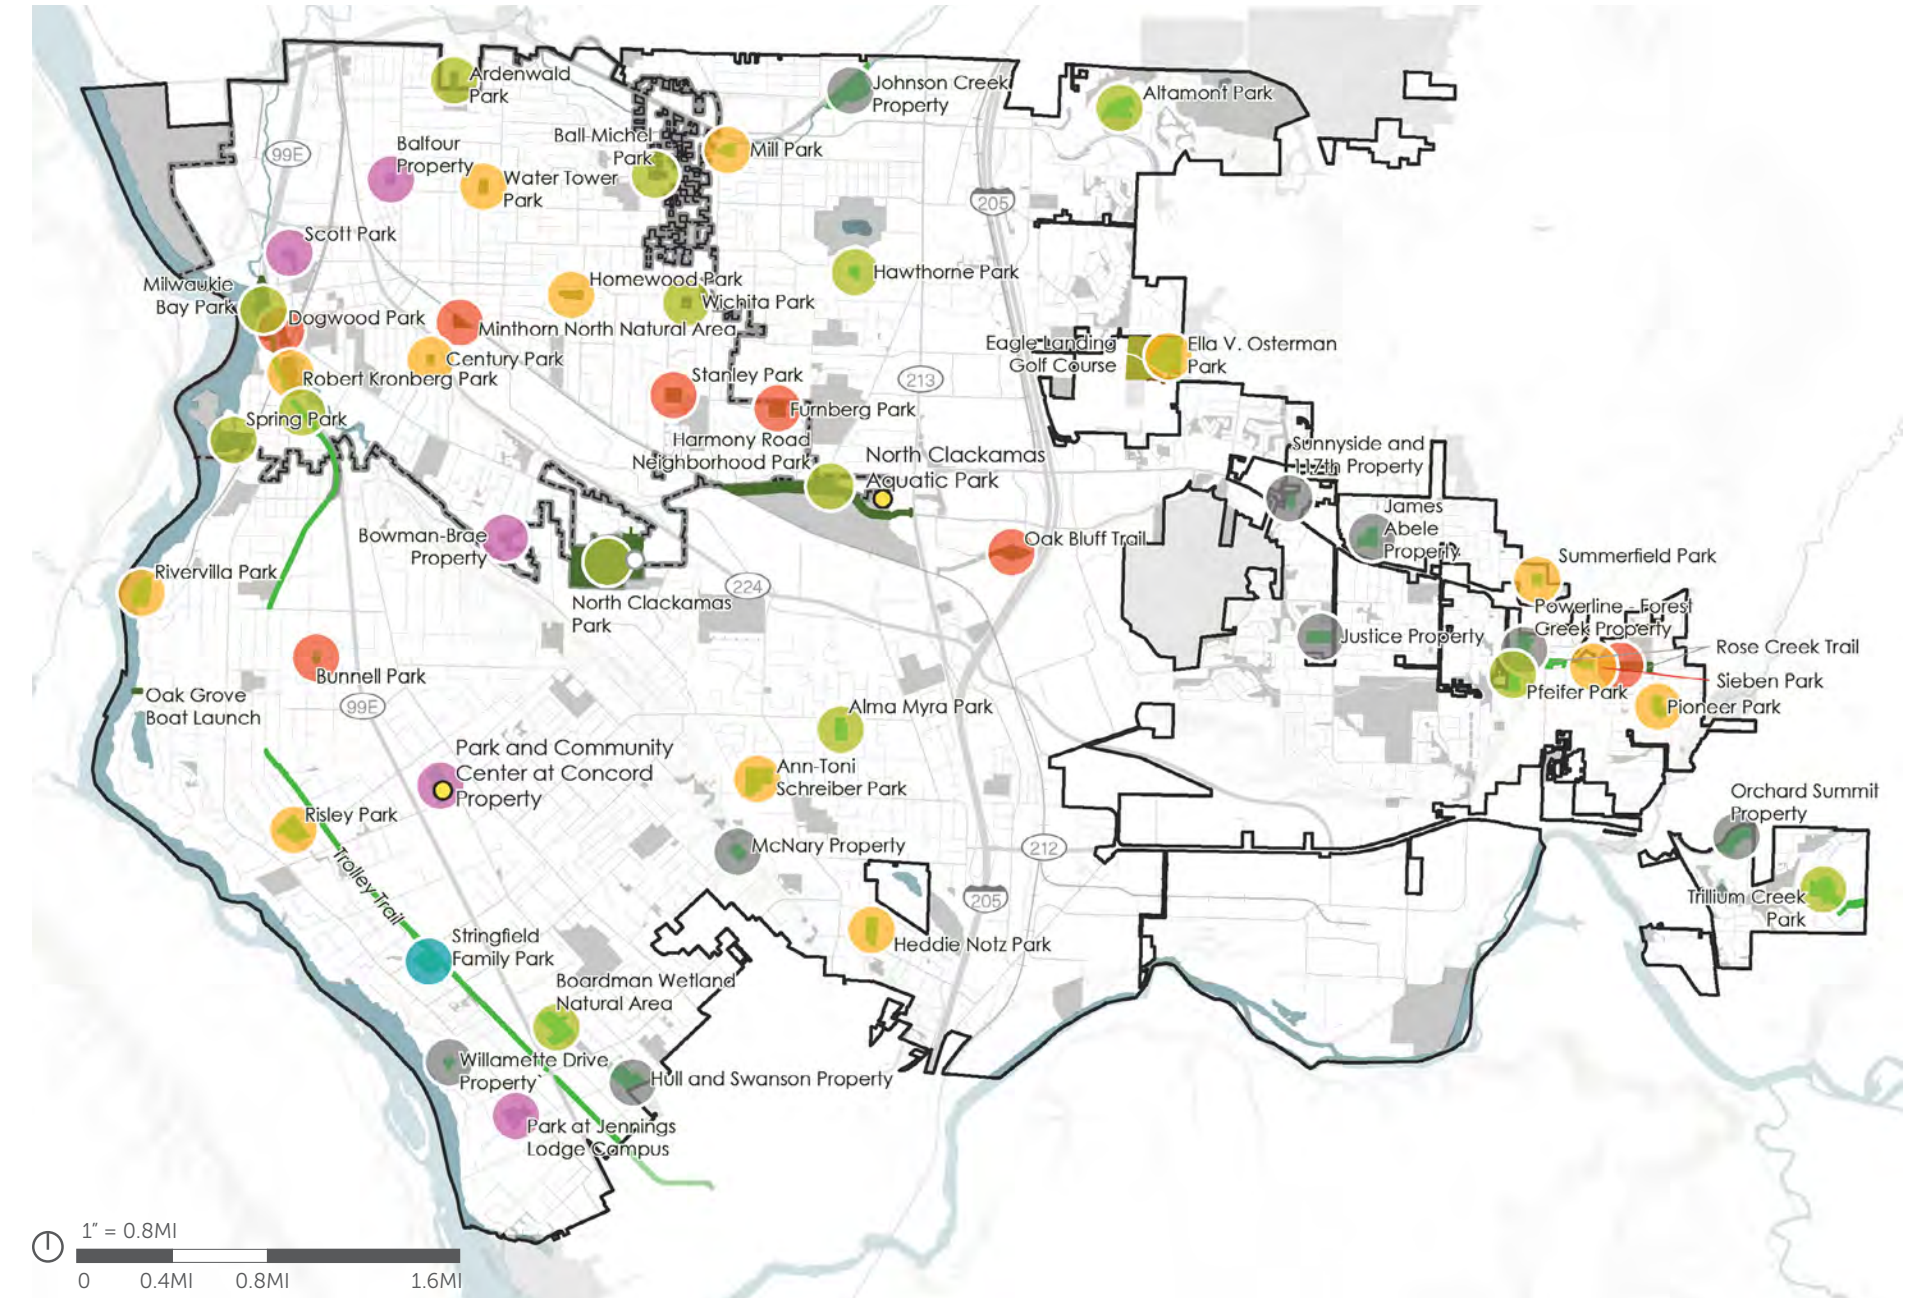 Ardenwald
Park
Johnson Creek
Property
Altamont Park
99E
Balfour
Property
Ball-Michel
Park
Mill Park
Water Tower
Park
205
Scott Park
Milwaukie
Bay Park
Homewood Park
Hawthorne Park
Wichita Park
Dogwood Park
Minthorn North Natural Area
Century Park
Robert Kronberg Park
Eagle Landing
Golf Course
Ella V. Osterman
Park
Stanley Park
213
Furnberg Park
Spring Park
Harmony Road
Neighborhood Park
North Clackamas
Aquatic Park
Sunnyside and
117th Property
James
Abele
Property
Bowman-Brae
Property
Oak Bluff Trail
Summerfield Park
Rivervilla Park
224
North Clackamas
Park
Powerline - Forest
Creek Property
Justice Property
Rose Creek Trail
Sieben Park
Bunnell Park
Pfeifer Park
Pioneer Park
Oak Grove
Boat Launch
99E
Alma Myra Park
Park and Community
Center at Concord
Property
Ann-Toni
Schreiber Park
Orchard Summit
Property
Risley Park
McNary Property
212
Trolley Trail
205
Trillium Creek
Park
Stringfield
Family Park
Heddie Notz Park
Boardman Wetland
Natural Area
Willamette Drive
Property
Hull and Swanson Property
Park at Jennings
Lodge Campus
1" = 0.8MI
0 0.4MI 0.8MI 1.6MI